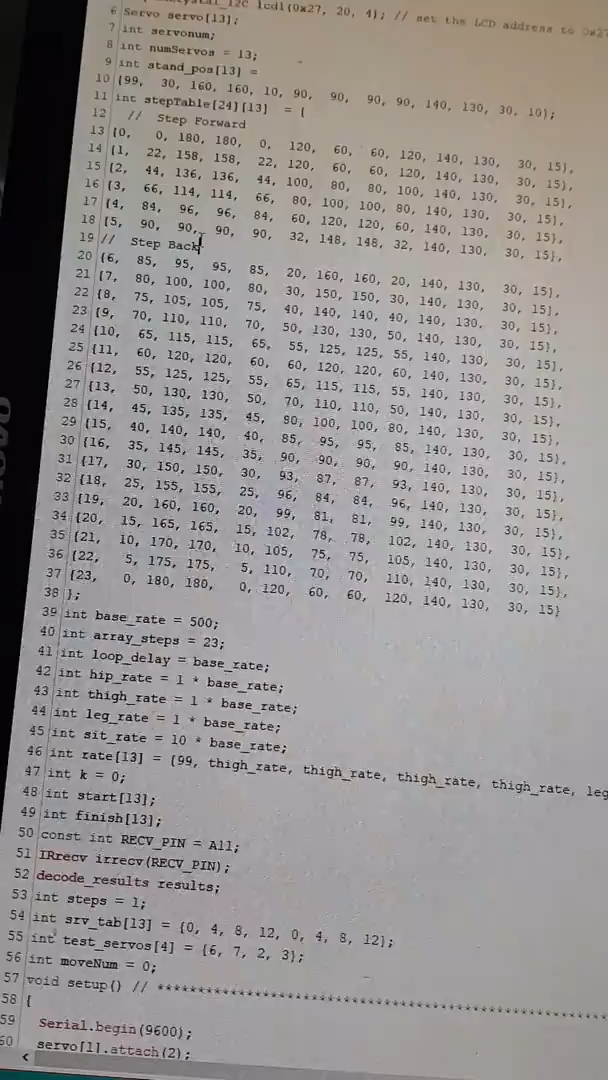 lcd1(0x27, 20, 4); // set the LCD address to 0x27
6 Servo servo[13];
7 int servonum;
8 int numServos = 13;
9 int stand_pos[13] =
10 {99, 30, 160, 160, 10, 90, 90, 90, 90, 140, 130, 30, 10};
11 int stepTable[24][13] = {
12 // Step Forward
13 {0, 0, 180, 180, 0, 120, 60, 60, 120, 140, 130, 30, 15},
14 {1, 22, 158, 158, 22, 120, 60, 60, 120, 140, 130, 30, 15},
15 {2, 44, 136, 136, 44, 100, 80, 80, 100, 140, 130, 30, 15},
16 {3, 66, 114, 114, 66, 80, 100, 100, 80, 140, 130, 30, 15},
17 {4, 84, 96, 96, 84, 60, 120, 120, 60, 140, 130, 30, 15},
18 {5, 90, 90, 90, 90, 32, 148, 148, 32, 140, 130, 30, 15},
19 // Step Back
20 {6, 85, 95, 95, 85, 20, 160, 160, 20, 140, 130, 30, 15},
21 {7, 80, 100, 100, 80, 30, 150, 150, 30, 140, 130, 30, 15},
22 {8, 75, 105, 105, 75, 40, 140, 140, 40, 140, 130, 30, 15},
23 {9, 70, 110, 110, 70, 50, 130, 130, 50, 140, 130, 30, 15},
24 {10, 65, 115, 115, 65, 55, 125, 125, 55, 140, 130, 30, 15},
25 {11, 60, 120, 120, 60, 60, 120, 120, 60, 140, 130, 30, 15},
26 {12, 55, 125, 125, 55, 65, 115, 115, 55, 140, 130, 30, 15},
27 {13, 50, 130, 130, 50, 70, 110, 110, 50, 140, 130, 30, 15},
28 {14, 45, 135, 135, 45, 80, 100, 100, 80, 140, 130, 30, 15},
29 {15, 40, 140, 140, 40, 85, 95, 95, 85, 140, 130, 30, 15},
30 {16, 35, 145, 145, 35, 90, 90, 90, 90, 140, 130, 30, 15},
31 {17, 30, 150, 150, 30, 93, 87, 87, 93, 140, 130, 30, 15},
32 {18, 25, 155, 155, 25, 96, 84, 84, 96, 140, 130, 30, 15},
33 {19, 20, 160, 160, 20, 99, 81, 81, 99, 140, 130, 30, 15},
34 {20, 15, 165, 165, 15, 102, 78, 78, 102, 140, 130, 30, 15},
35 {21, 10, 170, 170, 10, 105, 75, 75, 105, 140, 130, 30, 15},
36 {22, 5, 175, 175, 5, 110, 70, 70, 110, 140, 130, 30, 15},
37 {23, 0, 180, 180, 0, 120, 60, 60, 120, 140, 130, 30, 15}
38 };
39 int base_rate = 500;
40 int array_steps = 23;
41 int loop_delay = base_rate;
42 int hip_rate = 1 * base_rate;
43 int thigh_rate = 1 * base_rate;
44 int leg_rate = 1 * base_rate;
45 int sit_rate = 10 * base_rate;
46 int rate[13] = {99, thigh_rate, thigh_rate, thigh_rate, thigh_rate, leg
47 int k = 0;
48 int start[13];
49 int finish[13];
50 const int RECV_PIN = A11;
51 IRrecv irrecv(RECV_PIN);
52 decode_results results;
53 int steps = 1;
54 int srv_tab[13] = {0, 4, 8, 12, 0, 4, 8, 12};
55 int test_servos[4] = {6, 7, 2, 3};
56 int moveNum = 0;
57 void setup() // ************************************************************
58 {
59 Serial.begin(9600);
60 servo[1].attach(2);